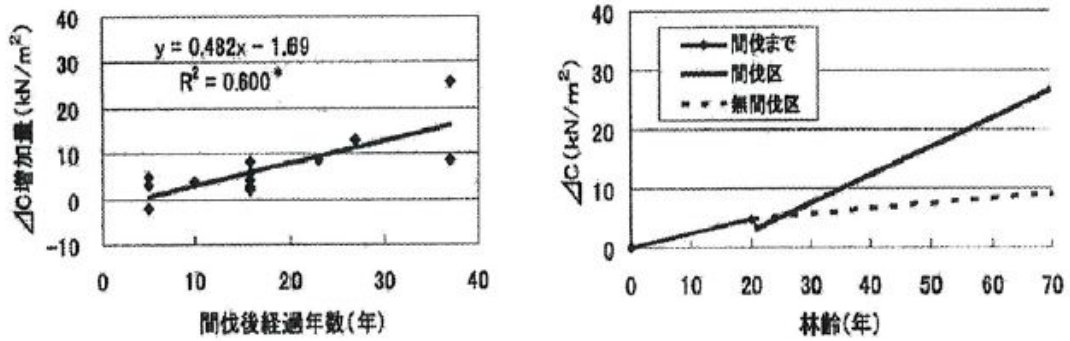 40
30
20
10
0
-10
⊿C増加量(kN/m²)
y = 0.482x - 1.69
R² = 0.600*
0 10 20 30 40
間伐後経過年数(年)
40
30
20
10
0
⊿C(kN/m²)
間伐まで
間伐区
無間伐区
0 10 20 30 40 50 60 70
林齢(年)